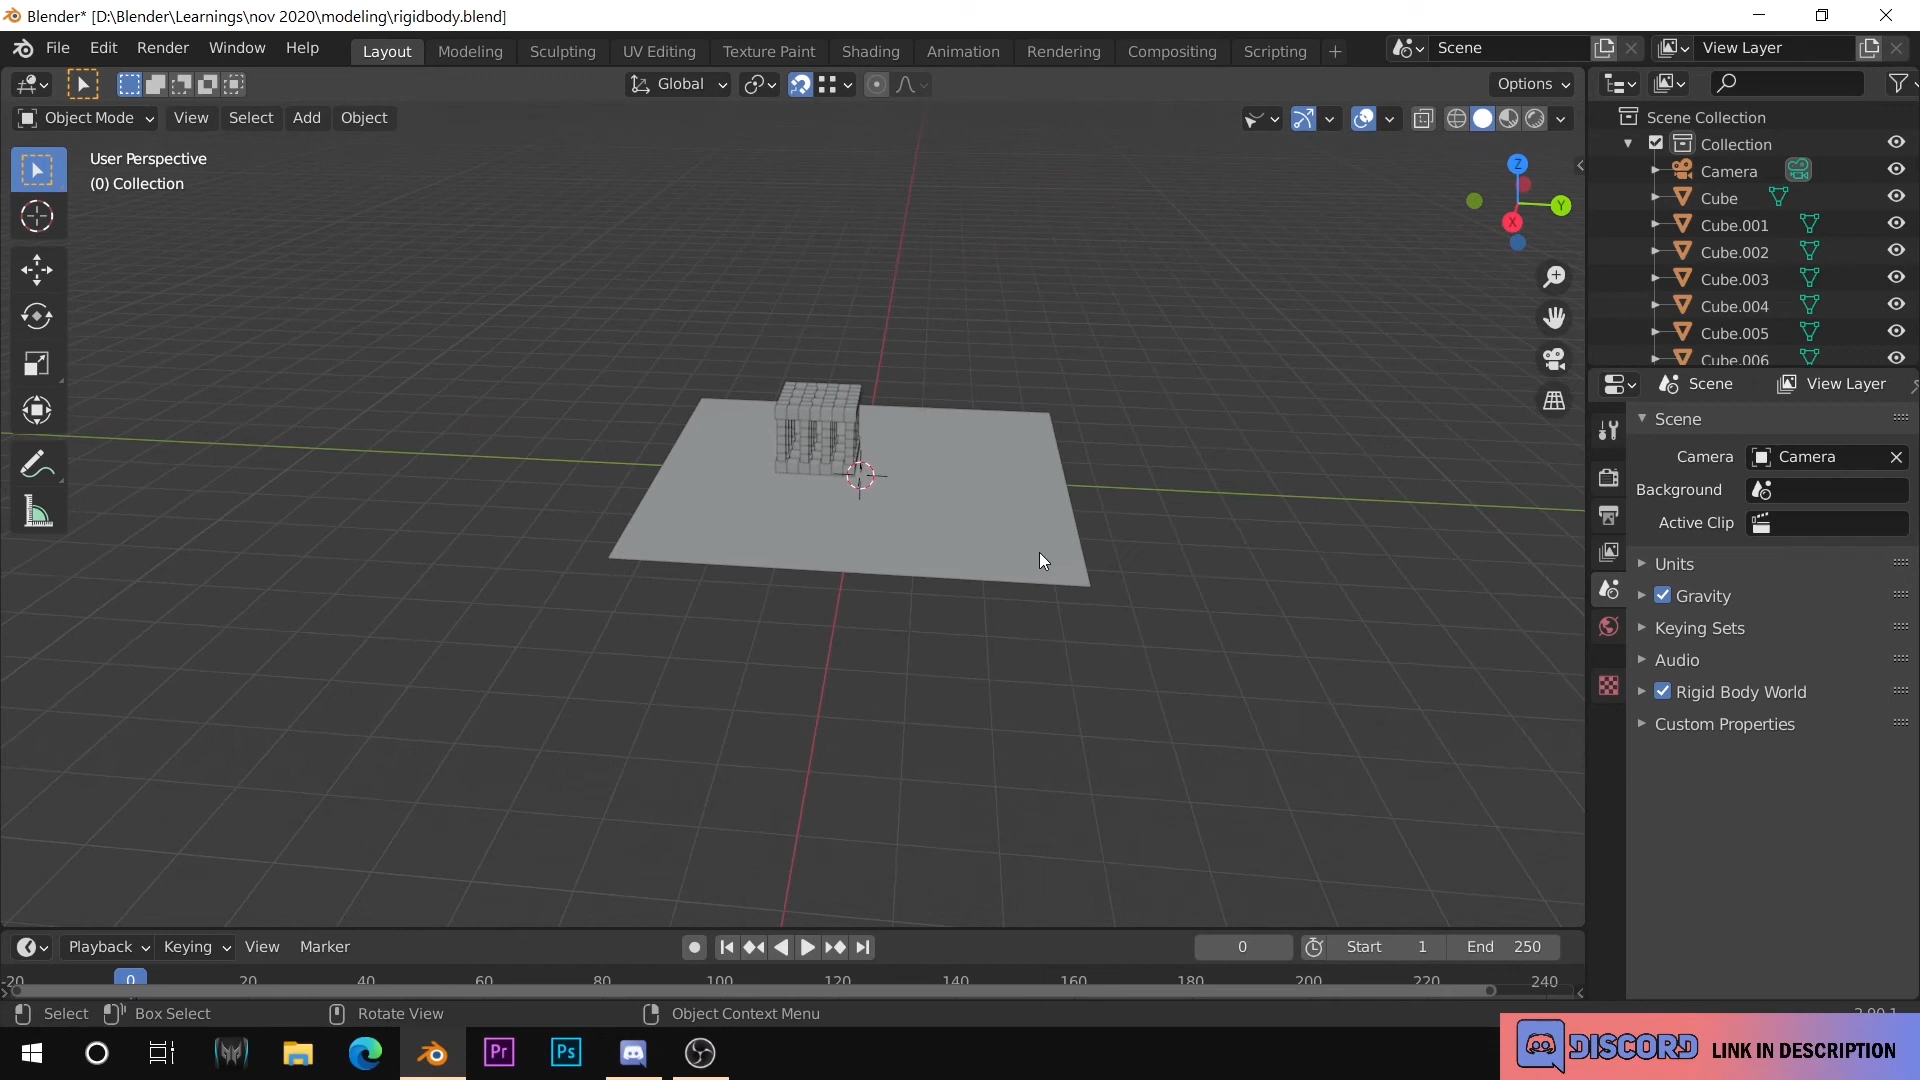 Blender* [D:\Blender\Learnings\nov 2020\modeling\rigidbody.blend]
File Edit Render Window Help
Layout Modeling Sculpting UV Editing Texture Paint Shading Animation Rendering Compositing Scripting +
Scene
View Layer
Global
Options
Object Mode View Select Add Object
User Perspective
(0) Collection
Z
Y
X
Scene Collection
Collection
Camera
Cube
Cube.001
Cube.002
Cube.003
Cube.004
Cube.005
Cube.006
Scene View Layer
Scene
Camera Camera
Background
Active Clip
Units
Gravity
Keying Sets
Audio
Rigid Body World
Custom Properties
Playback Keying View Marker
0 Start 1 End 250
-20 0 20 40 60 80 100 120 140 160 180 200 220 240
Select Box Select Rotate View Object Context Menu
Pr Ps
DISCORD LINK IN DESCRIPTION